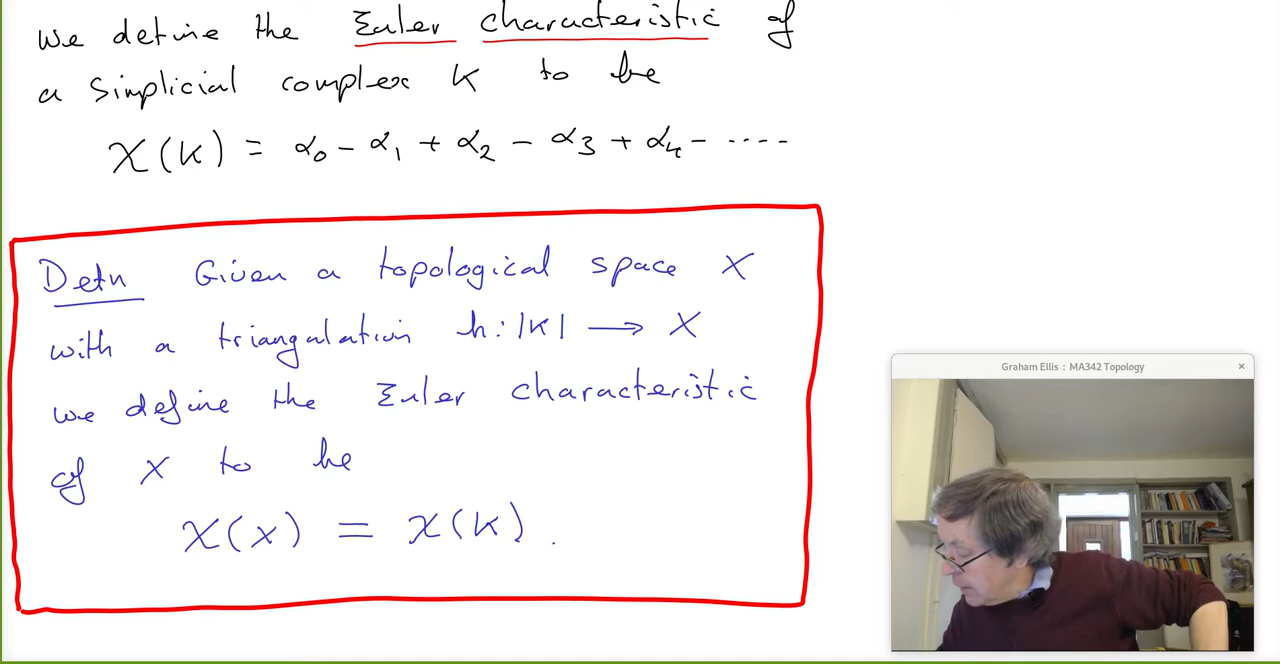 we define the Euler characteristic of
a simplicial complex K to be
χ(K) = α₀ - α₁ + α₂ - α₃ + α₄ - ....
Defn Given a topological space X
with a triangulation h: |K| ⟶ X
we define the Euler characteristic
of X to be
χ(X) = χ(K).
Graham Ellis : MA342 Topology ×